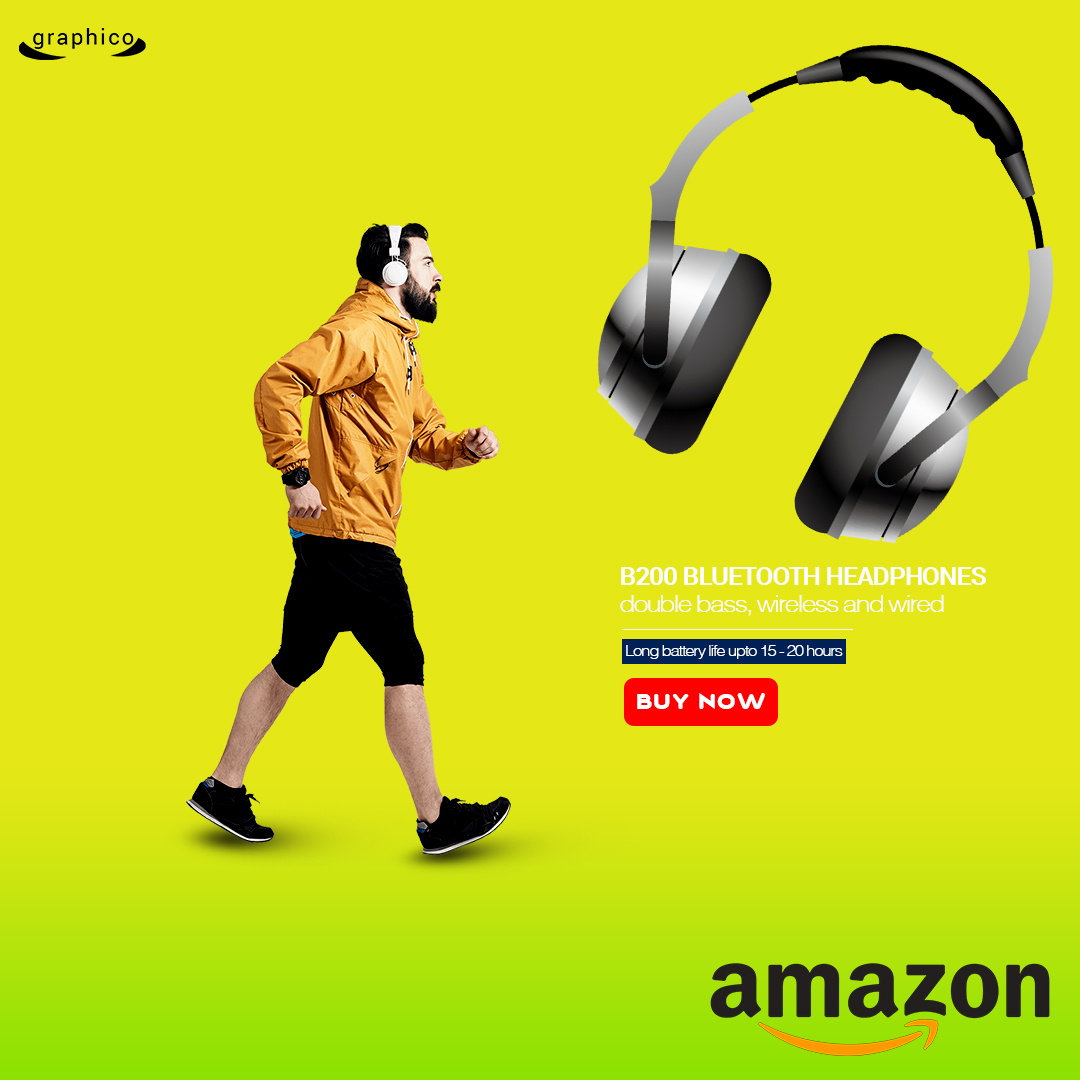 graphico
B200 BLUETOOTH HEADPHONES
double bass, wireless and wired
Long battery life upto 15 - 20 hours
BUY NOW
amazon